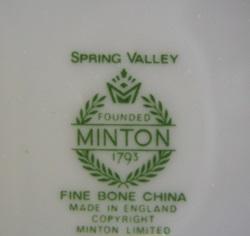 SPRING VALLEY
FOUNDED
MINTON
1793
FINE BONE CHINA
MADE IN ENGLAND
COPYRIGHT
MINTON LIMITED